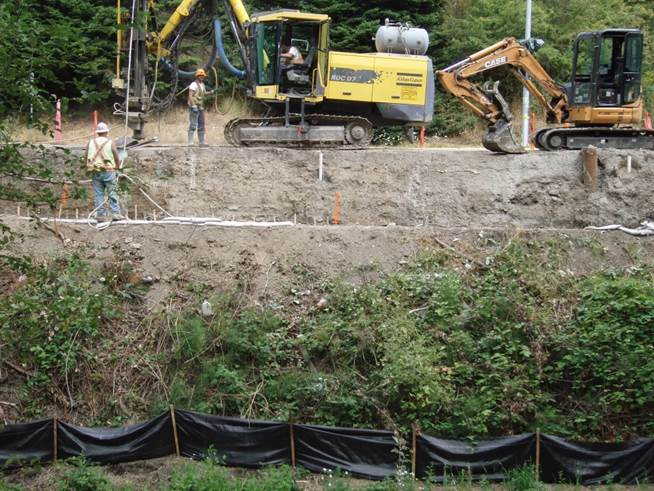 ROC D7
Atlas Copco
CASE